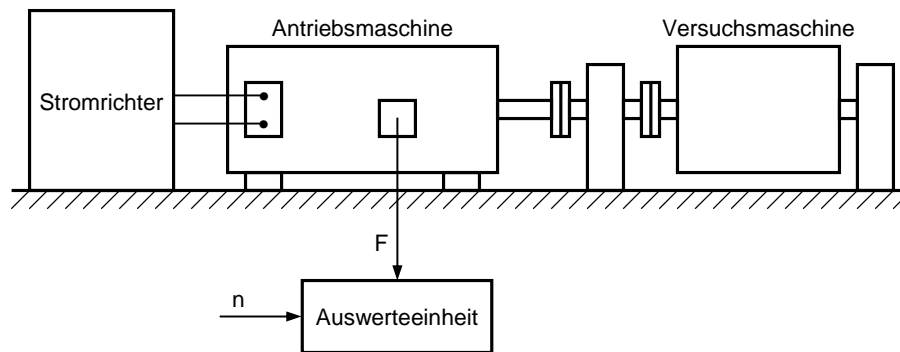 Antriebsmaschine
Versuchsmaschine
Stromrichter
F
n
Auswerteeinheit